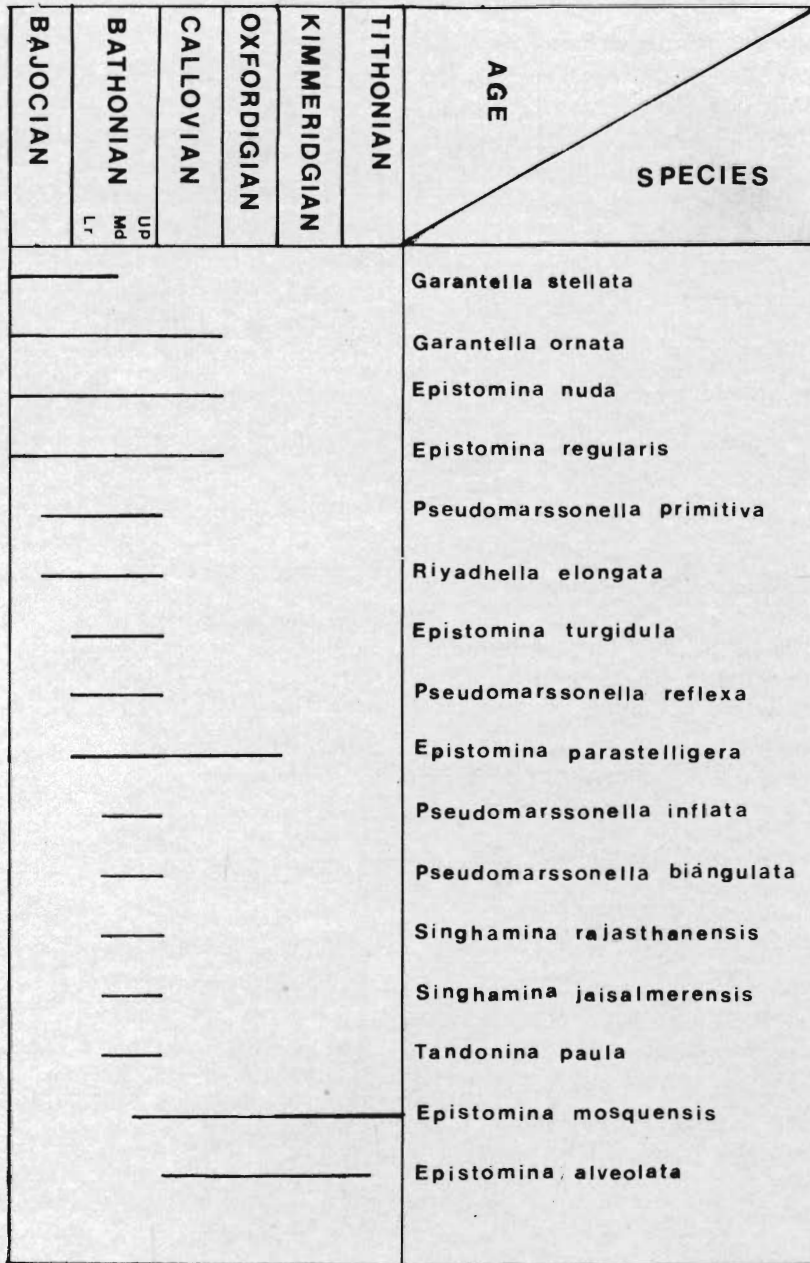 BAJOCIAN
BATHONIAN
Lr
Md
UP
CALLOVIAN
OXFORDIGIAN
KIMMERIDGIAN
TITHONIAN
AGE
SPECIES
Garantella stellata
Garantella ornata
Epistomina nuda
Epistomina regularis
Pseudomarssonella primitiva
Riyadhella elongata
Epistomina turgidula
Pseudomarssonella reflexa
Epistomina parastelligera
Pseudomarssonella inflata
Pseudomarssonella biángulata
Singhamina rajasthanensis
Singhamina jaisalmerensis
Tandonina paula
Epistomina mosquensis
Epistomina alveolata